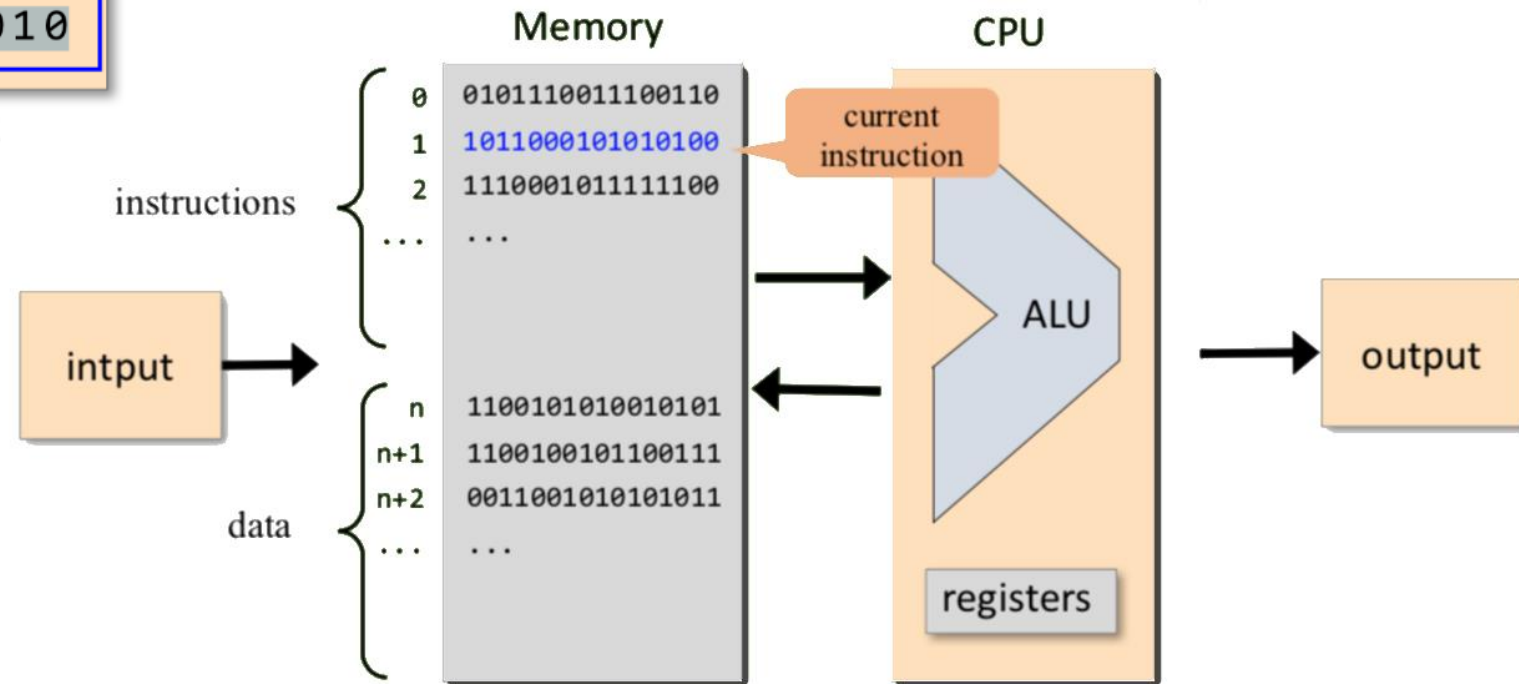 010
Memory
CPU
0 0101110011100110
1 1011000101010100
2 1110001011111100
... ...
current
instruction
instructions
ALU
intput
output
n 1100101010010101
n+1 1100100101100111
n+2 0011001010101011
... ...
data
registers